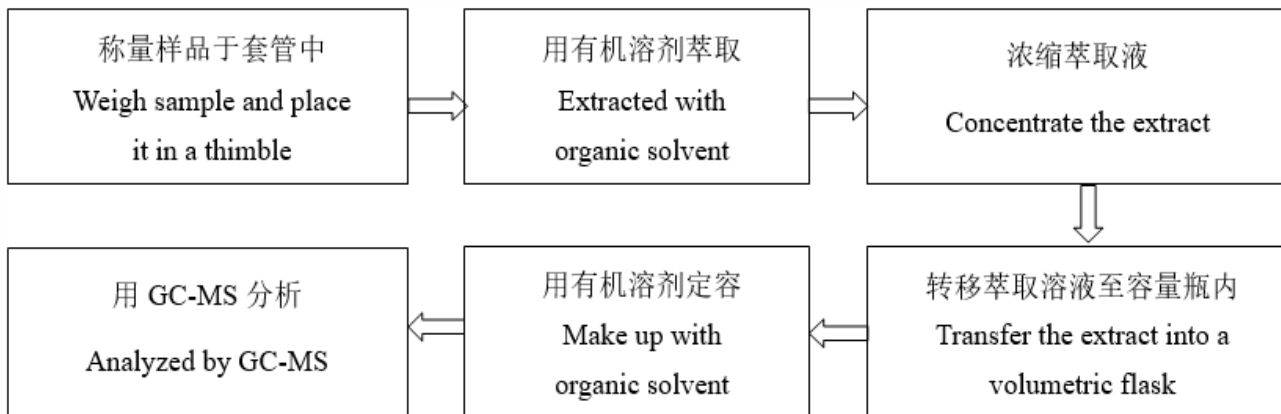 称量样品于套管中
Weigh sample and place
it in a thimble
用有机溶剂萃取
Extracted with
organic solvent
浓缩萃取液
Concentrate the extract
转移萃取溶液至容量瓶内
Transfer the extract into a
volumetric flask
用有机溶剂定容
Make up with
organic solvent
用 GC-MS 分析
Analyzed by GC-MS